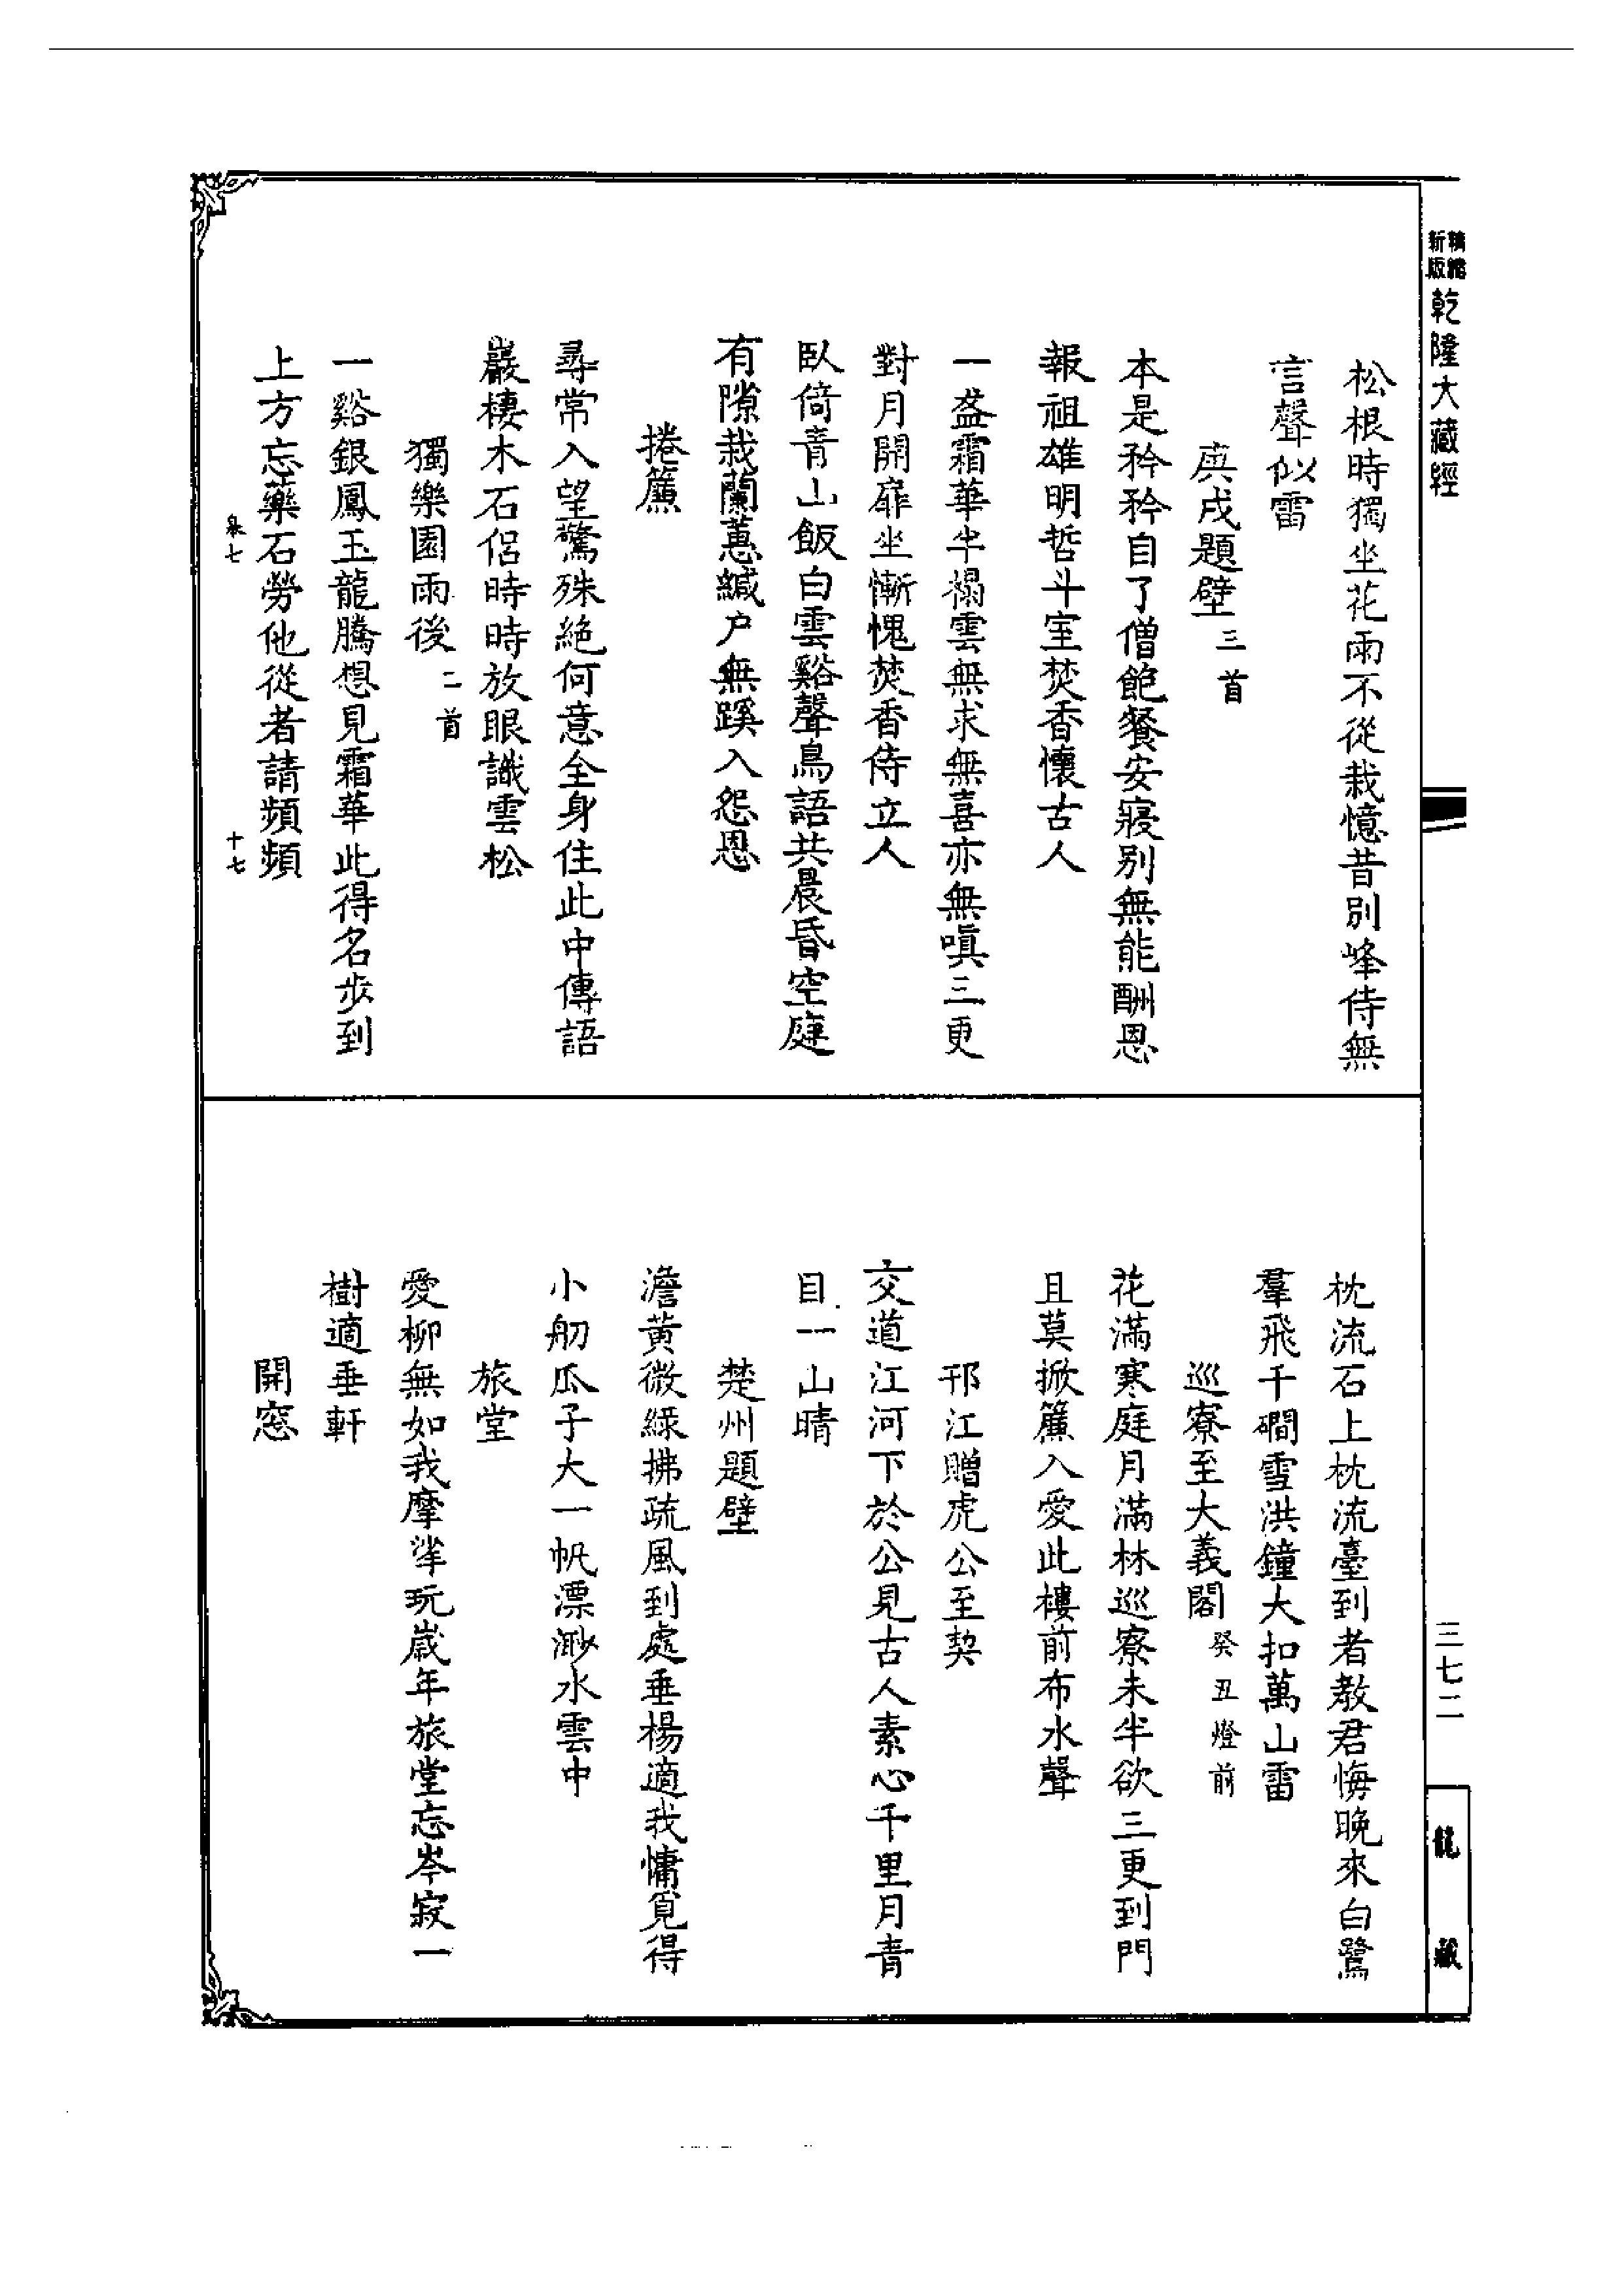 精縮新版乾隆大藏經
松根時獨坐花雨不從栽憶昔別峰侍無
言聲似雷
庚戌題壁三首
本是矜矜自了僧飽餐安寢別無能酬恩
報祖雄明哲斗室焚香懷古人
一盌霜華半榻雲無求無喜亦無嗔三更
對月開扉坐慚愧焚香侍立人
臥倚青山飯白雲谿聲鳥語共晨昏空庭
有隙栽蘭蕙緘户無蹊入怨恩
捲簾
尋常入望驚殊絕何意全身住此中傳語
巖棲木石侶時時放眼識雲松
獨樂園雨後二首
一谿銀鳳玉龍騰想見霜華此得名步到
上方忘藥石勞他從者請頻頻
泉七 十七
枕流石上枕流臺到者教君悔晚來白鷺
羣飛千磵雪洪鐘大扣萬山雷
巡寮至大義閣癸丑燈前
花滿寒庭月滿林巡寮未半欲三更到門
且莫掀簾入愛此樓前布水聲
邗江贈虎公至契
交道江河下於公見古人素心千里月青
目一山晴
楚州題壁
澹黃微綠拂疏風到處垂楊適我慵覓得
小舠瓜子大一帆漂渺水雲中
旅堂
愛柳無如我摩挲玩歲年旅堂忘岑寂一
樹適垂軒
開窓
三七二
龍藏